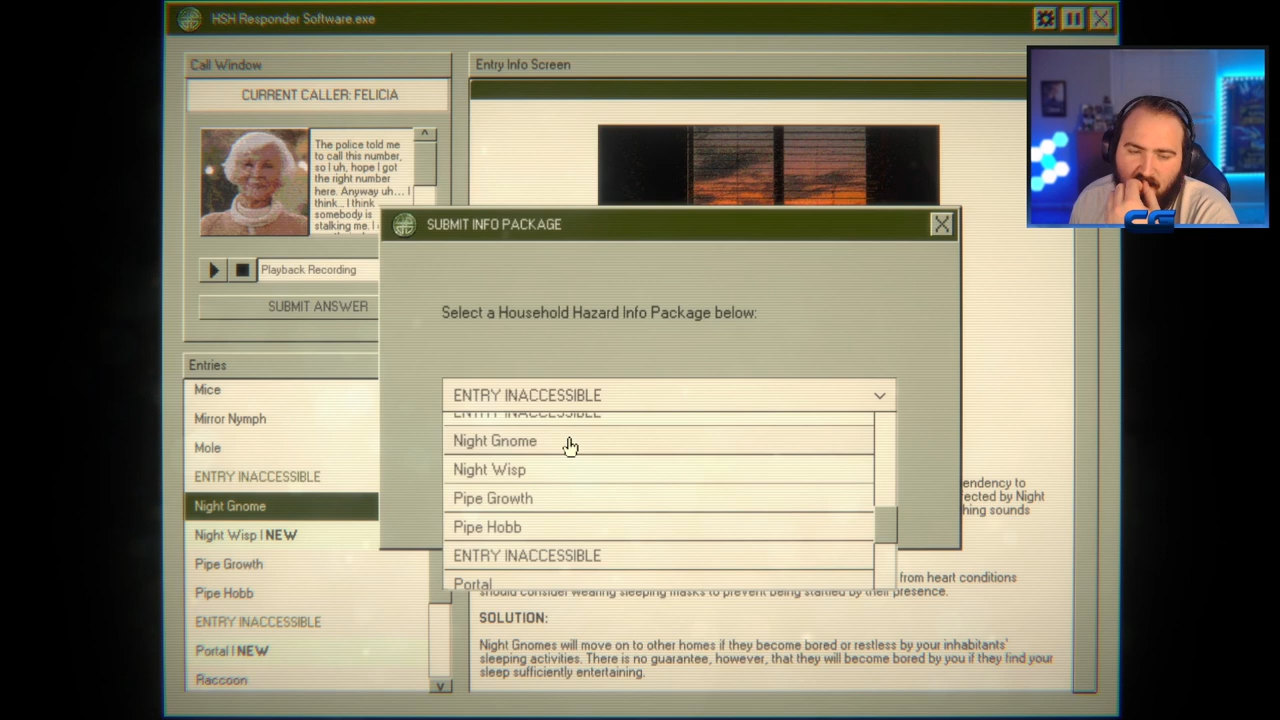 HSH Responder Software.exe
Call Window
CURRENT CALLER: FELICIA
The police told me
to call this number,
so I uh, hope I got
the right number
here. Anyway uh... I
think... I think
somebody is
stalking me. I
Playback Recording
SUBMIT ANSWER
Entries
Mice
Mirror Nymph
Mole
ENTRY INACCESSIBLE
Night Gnome
Night Wisp | NEW
Pipe Growth
Pipe Hobb
ENTRY INACCESSIBLE
Portal | NEW
Raccoon
Entry Info Screen
SUBMIT INFO PACKAGE
Select a Household Hazard Info Package below:
ENTRY INACCESSIBLE
ENTRY INACCESSIBLE
Night Gnome
Night Wisp
Pipe Growth
Pipe Hobb
ENTRY INACCESSIBLE
Portal
endency to
ected by Night
hing sounds
from heart conditions
should consider wearing sleeping masks to prevent being startled by their presence.
SOLUTION:
Night Gnomes will move on to other homes if they become bored or restless by your inhabitants'
sleeping activities. There is no guarantee, however, that they will become bored by you if they find your
sleep sufficiently entertaining.
CG